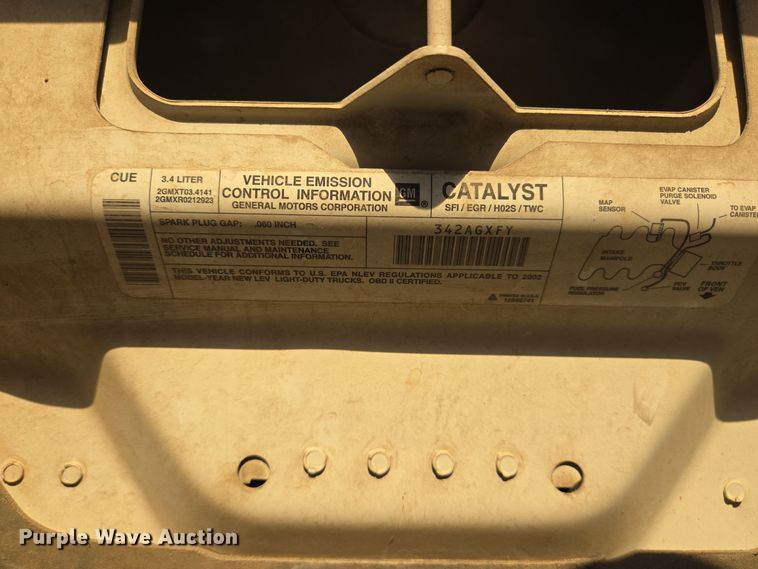 CUE
3.4 LITER
2GMXT03.4141
2GMXR0212923
VEHICLE EMISSION
CONTROL INFORMATION
GENERAL MOTORS CORPORATION
GM
®
CATALYST
SFI / EGR / HO2S / TWC
SPARK PLUG GAP: .060 INCH
342AGXFY
NO OTHER ADJUSTMENTS NEEDED. SEE
SERVICE MANUAL AND MAINTENANCE
SCHEDULE FOR ADDITIONAL INFORMATION.
THIS VEHICLE CONFORMS TO U.S. EPA NLEV REGULATIONS APPLICABLE TO 2002
MODEL-YEAR NEW LEV LIGHT-DUTY TRUCKS. OBD II CERTIFIED.
PRINTED IN U.S.A.
MAP
SENSOR
EVAP CANISTER
PURGE SOLENOID
VALVE
TO EVAP
CANISTER
INTAKE
MANIFOLD
THROTTLE
BODY
FUEL PRESSURE
REGULATOR
PCV
VALVE
FRONT
OF VEH
Purple Wave Auction